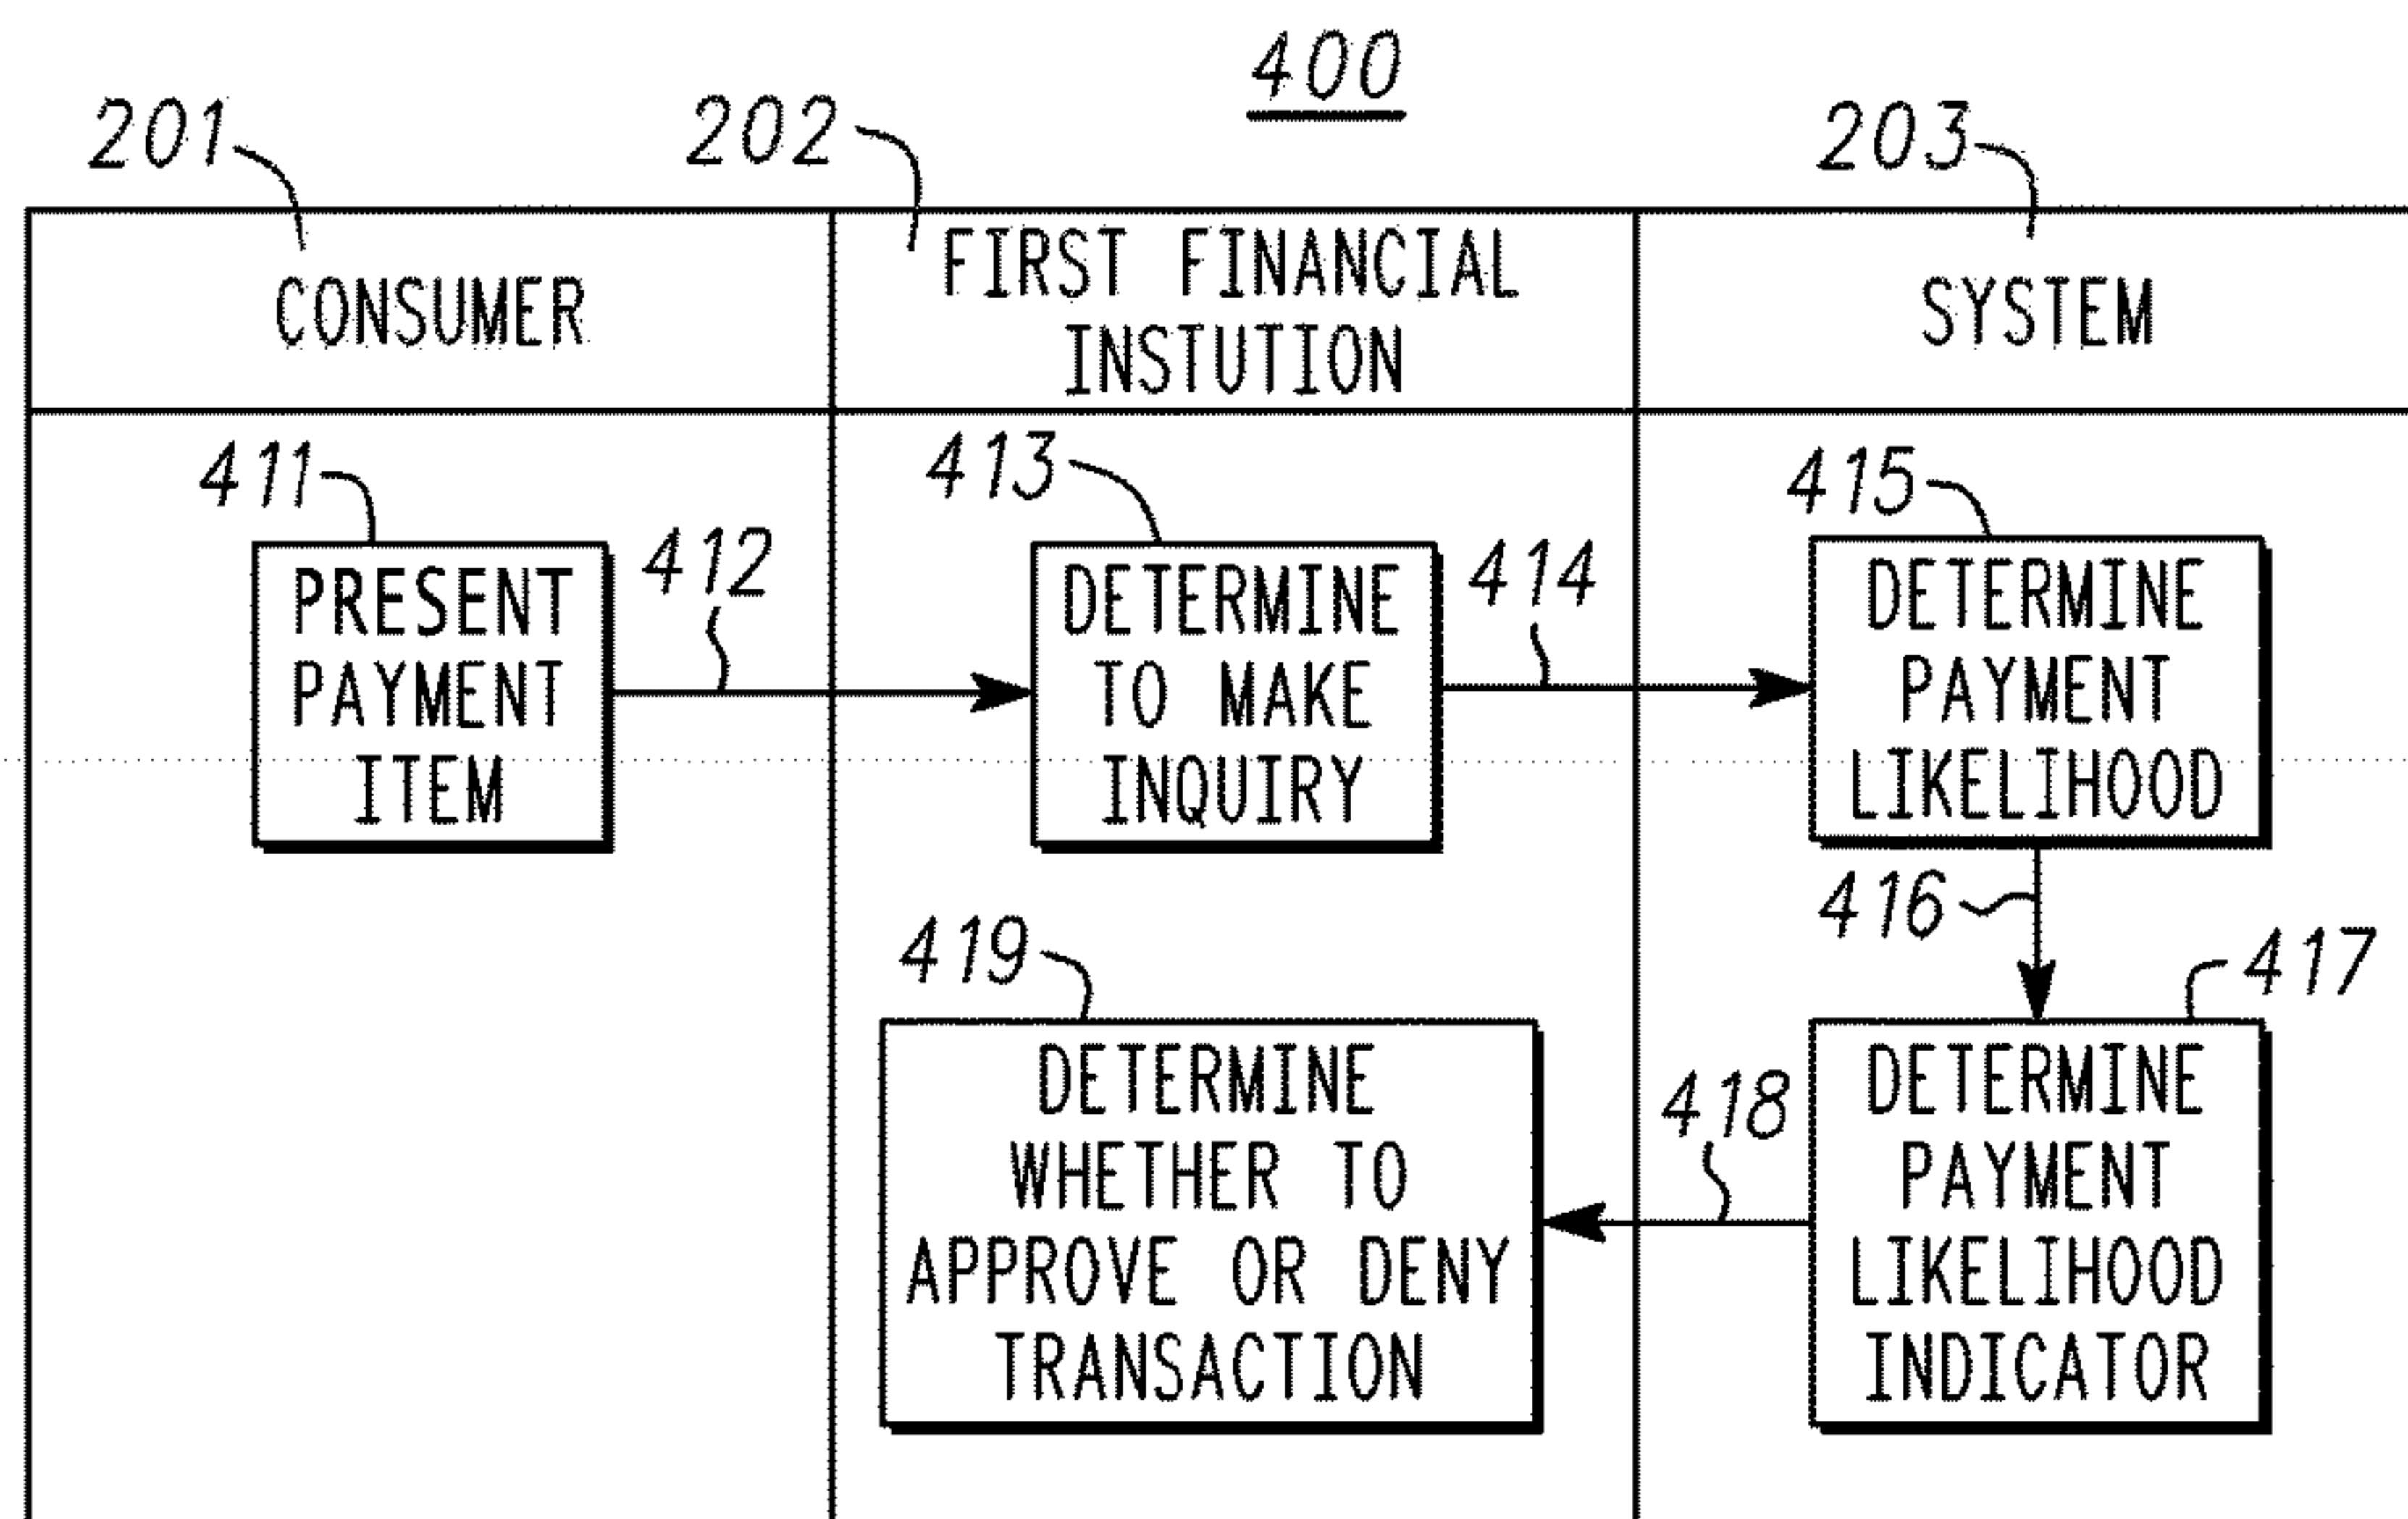 400
201
202
203
CONSUMER
FIRST FINANCIAL
INSTUTION
SYSTEM
411
PRESENT
PAYMENT
ITEM
412
413
DETERMINE
TO MAKE
INQUIRY
414
415
DETERMINE
PAYMENT
LIKELIHOOD
416
417
DETERMINE
PAYMENT
LIKELIHOOD
INDICATOR
418
419
DETERMINE
WHETHER TO
APPROVE OR DENY
TRANSACTION